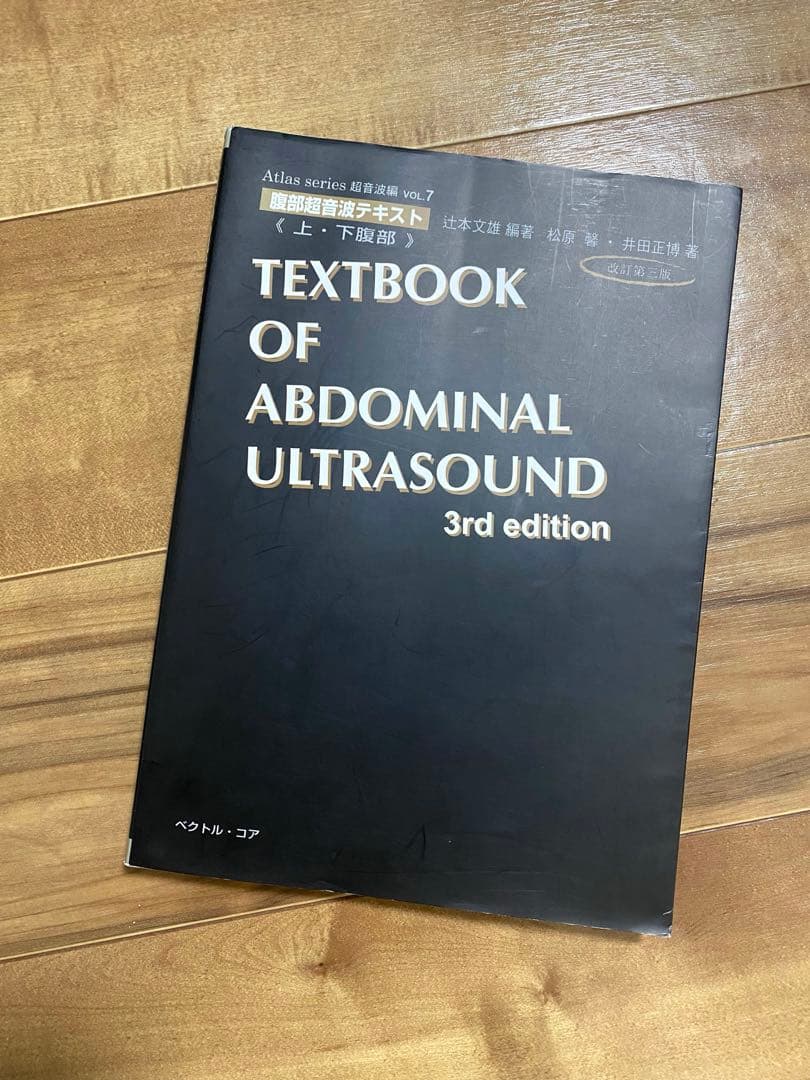 Atlas series 超音波編 VOL.7
腹部超音波テキスト
《 上・下腹部 》
辻本文雄 編著 松原 馨・井田正博 著
改訂第三版
TEXTBOOK
OF
ABDOMINAL
ULTRASOUND
3rd edition
ベクトル・コア